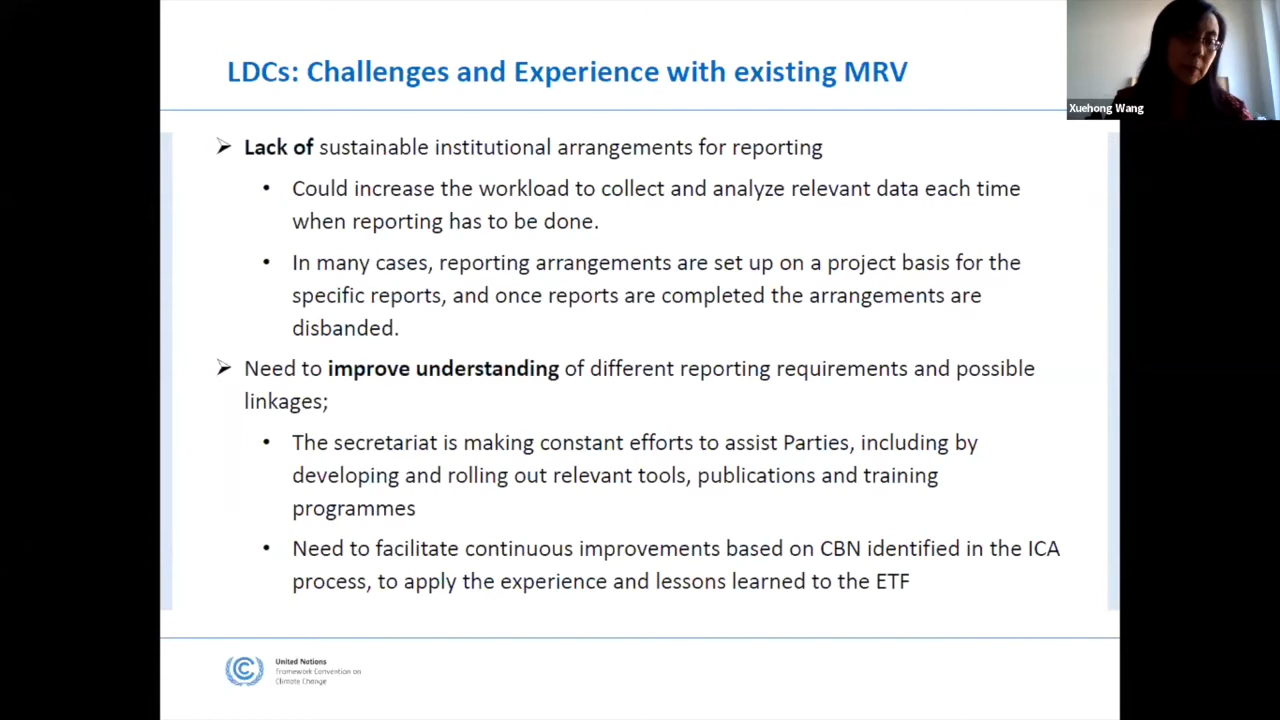 LDCs: Challenges and Experience with existing MRV
Xuehong Wang
➢ Lack of sustainable institutional arrangements for reporting
• Could increase the workload to collect and analyze relevant data each time
when reporting has to be done.
• In many cases, reporting arrangements are set up on a project basis for the
specific reports, and once reports are completed the arrangements are
disbanded.
➢ Need to improve understanding of different reporting requirements and possible
linkages;
• The secretariat is making constant efforts to assist Parties, including by
developing and rolling out relevant tools, publications and training
programmes
• Need to facilitate continuous improvements based on CBN identified in the ICA
process, to apply the experience and lessons learned to the ETF
United Nations
Framework Convention on
Climate Change